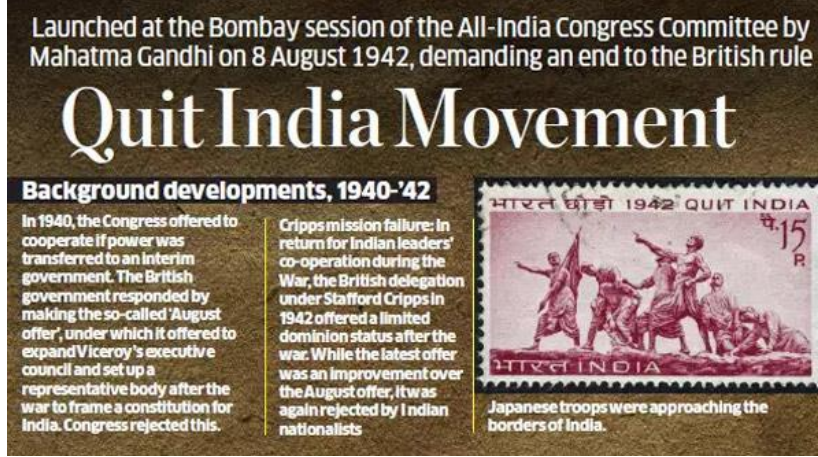 Launched at the Bombay session of the All-India Congress Committee by
Mahatma Gandhi on 8 August 1942, demanding an end to the British rule
Quit India Movement
Background developments, 1940-'42
In 1940, the Congress offered to
cooperate if power was
transferred to an interim
government. The British
government responded by
making the so-called 'August
offer', under which it offered to
expand Viceroy's executive
council and set up a
representative body after the
war to frame a constitution for
India. Congress rejected this.
Cripps mission failure: In
return for Indian leaders'
co-operation during the
War, the British delegation
under Stafford Cripps in
1942 offered a limited
dominion status after the
war. While the latest offer
was an improvement over
the August offer, it was
again rejected by Indian
nationalists
भारत छोड़ो 1942 QUIT INDIA
पै.15
P.
भारत INDIA
Japanese troops were approaching the
borders of India.